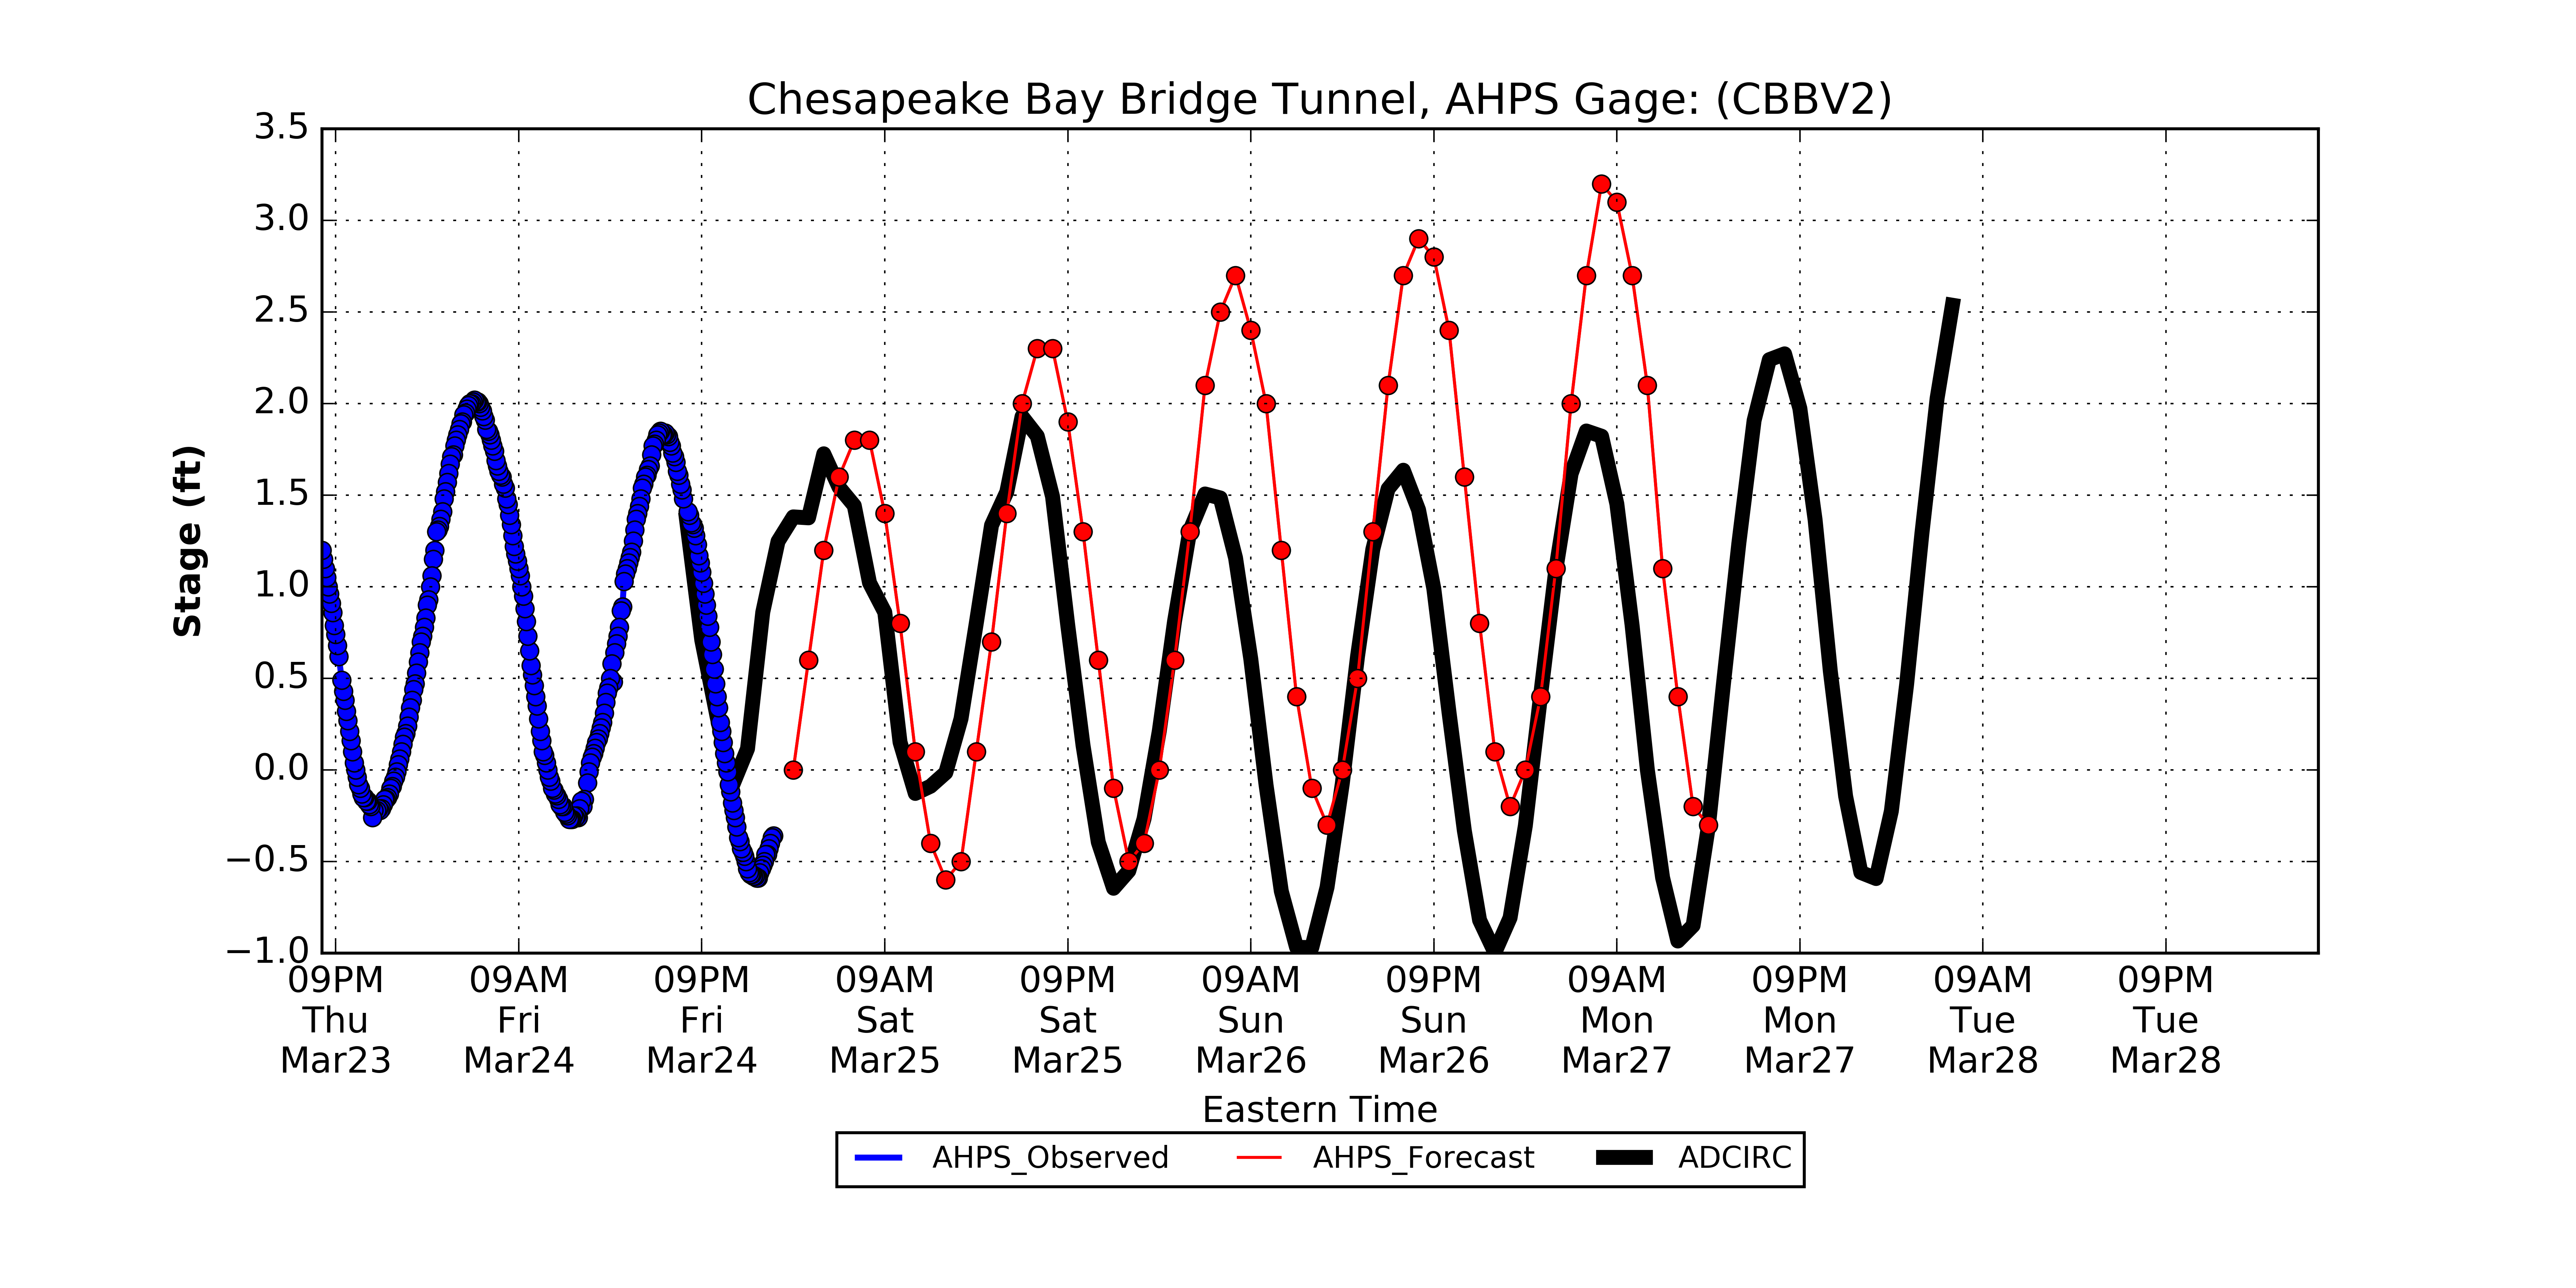 Chesapeake Bay Bridge Tunnel, AHPS Gage: (CBBV2)
3.5
3.0
2.5
2.0
1.5
1.0
0.5
0.0
−0.5
−1.0
Stage (ft)
09PM 09AM 09PM 09AM 09PM 09AM 09PM 09AM 09PM 09AM 09PM
Thu Fri Fri Sat Sat Sun Sun Mon Mon Tue Tue
Mar23 Mar24 Mar24 Mar25 Mar25 Mar26 Mar26 Mar27 Mar27 Mar28 Mar28
Eastern Time
AHPS_Observed AHPS_Forecast ADCIRC